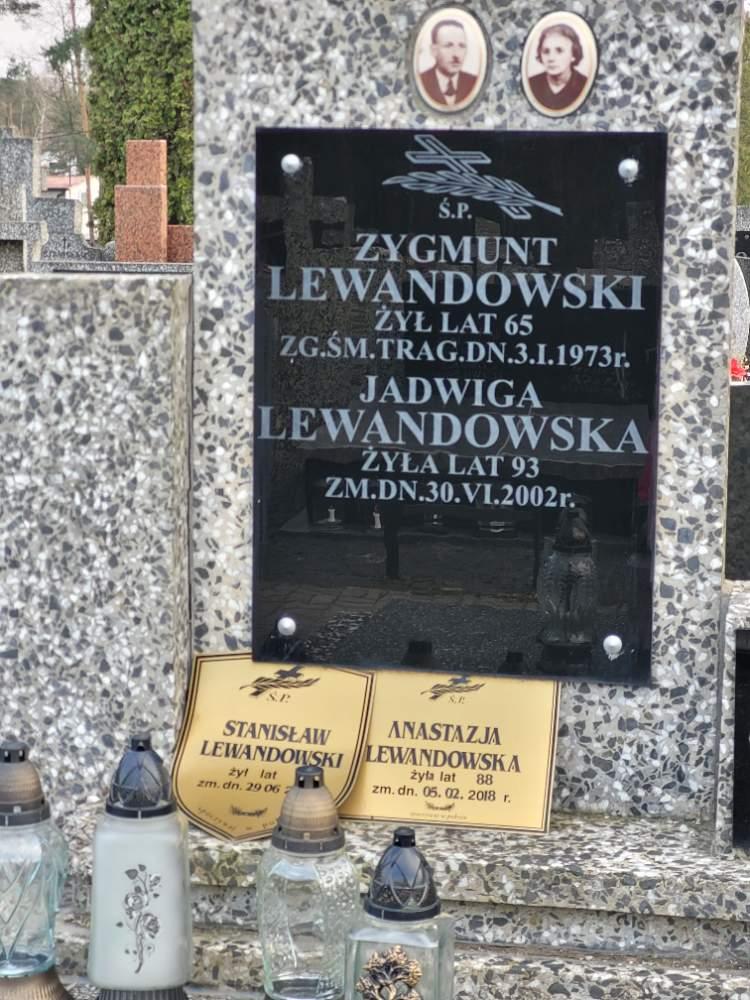 Ś.P.
ZYGMUNT
LEWANDOWSKI
ŻYŁ LAT 65
ZG.ŚM.TRAG.DN.3.I.1973r.
JADWIGA
LEWANDOWSKA
ŻYŁA LAT 93
ZM.DN.30.VI.2002r.
Ś.P.
STANISŁAW
LEWANDOWSKI
żył lat
zm. dn. 29 06
Ś.P.
ANASTAZJA
LEWANDOWSKA
żyła lat 88
zm. dn. 05.02.2018 r.